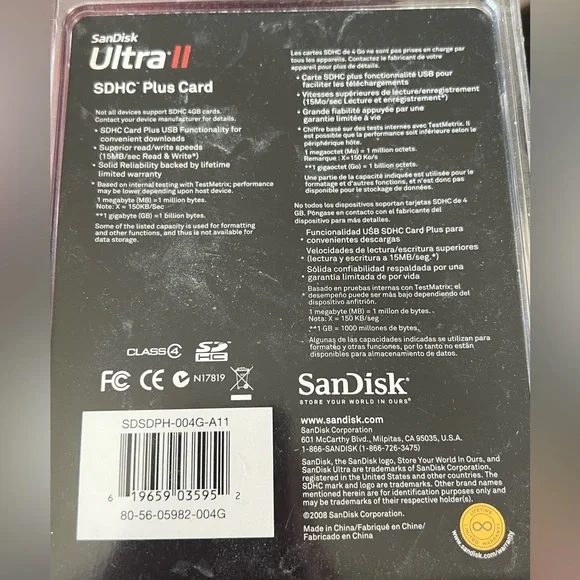 SanDisk
Ultra II
SDHC™ Plus Card
Not all devices support SDHC 4GB cards.
Contact your device manufacturer for details.
• SDHC Card Plus USB Functionality for
convenient downloads
• Superior read/write speeds
(15MB/sec Read & Write*)
• Solid Reliability backed by lifetime
limited warranty
* Based on internal testing with TestMetrix; performance
may be lower depending upon host device.
1 megabyte (MB) = 1 million bytes.
Note: X = 150KB/Sec
**1 gigabyte (GB) = 1 billion bytes.
Some of the listed capacity is used for formatting
and other functions, and thus is not available for
data storage.
Les cartes SDHC de 4 Go ne sont pas prises en charge par
tous les appareils. Contactez le fabricant de votre
appareil pour plus de détails.
• Carte SDHC plus fonctionnalité USB pour
faciliter les téléchargements
• Vitesses supérieures de lecture/enregistrement
(15Mo/sec Lecture et enregistrement*)
• Grande fiabilité appuyée par une
garantie limitée à vie
* Chiffre basé sur des tests internes avec TestMetrix. Il
est possible que la performance soit inférieure selon le
périphérique hôte.
1 megaoctet (Mo) = 1 million octets.
Remarque : X=150 Ko/s
**1 gigaoctet (Go) = 1 billion octets.
Une partie de la capacité indiquée est utilisée pour le
formatage et d'autres fonctions, et n'est donc pas
disponible pour le stockage de données.
No todos los dispositivos soportan tarjetas SDHC de 4
GB. Póngase en contacto con el fabricante del
dispositivo para más detalles.
Funcionalidad USB SDHC Card Plus para
convenientes descargas
Velocidades de lectura/escritura superiores
(lectura y escritura a 15MB/seg.*)
Sólida confiabilidad respaldada por una
garantía limitada de por vida
Basado en pruebas internas con TestMetrix; el
desempeño puede ser más bajo dependiendo del
dispositivo anfitrión.
1 megabyte (MB) = 1 millon de bytes.
Nota: X = 150 KB/seg
**1 GB = 1000 millones de bytes.
Algunas de las capacidades indicadas se utilizan para
formateo y otras funciones, por lo tanto no están
disponibles para almacenamiento de datos.
CLASS 4 SD HC
FC CE N17819
SDSDPH-004G-A11
6 19659 03595 2
80-56-05982-004G
SanDisk®
STORE YOUR WORLD IN OURS®
www.sandisk.com
SanDisk Corporation
601 McCarthy Blvd., Milpitas, CA 95035, U.S.A.
1-866-SANDISK (1-866-726-3475)
SanDisk, the SanDisk logo, Store Your World In Ours, and
SanDisk Ultra are trademarks of SanDisk Corporation,
registered in the United States and other countries. The
SDHC mark and logo are trademarks. Other brand names
mentioned herein are for identification purposes only and
may be trademarks of their respective holder(s).
©2008 SanDisk Corporation.
Made in China/Fabriqué en Chine/
Fabricado en China
LIFETIME
LIMITED WARRANTY
www.sandisk.com/warranty